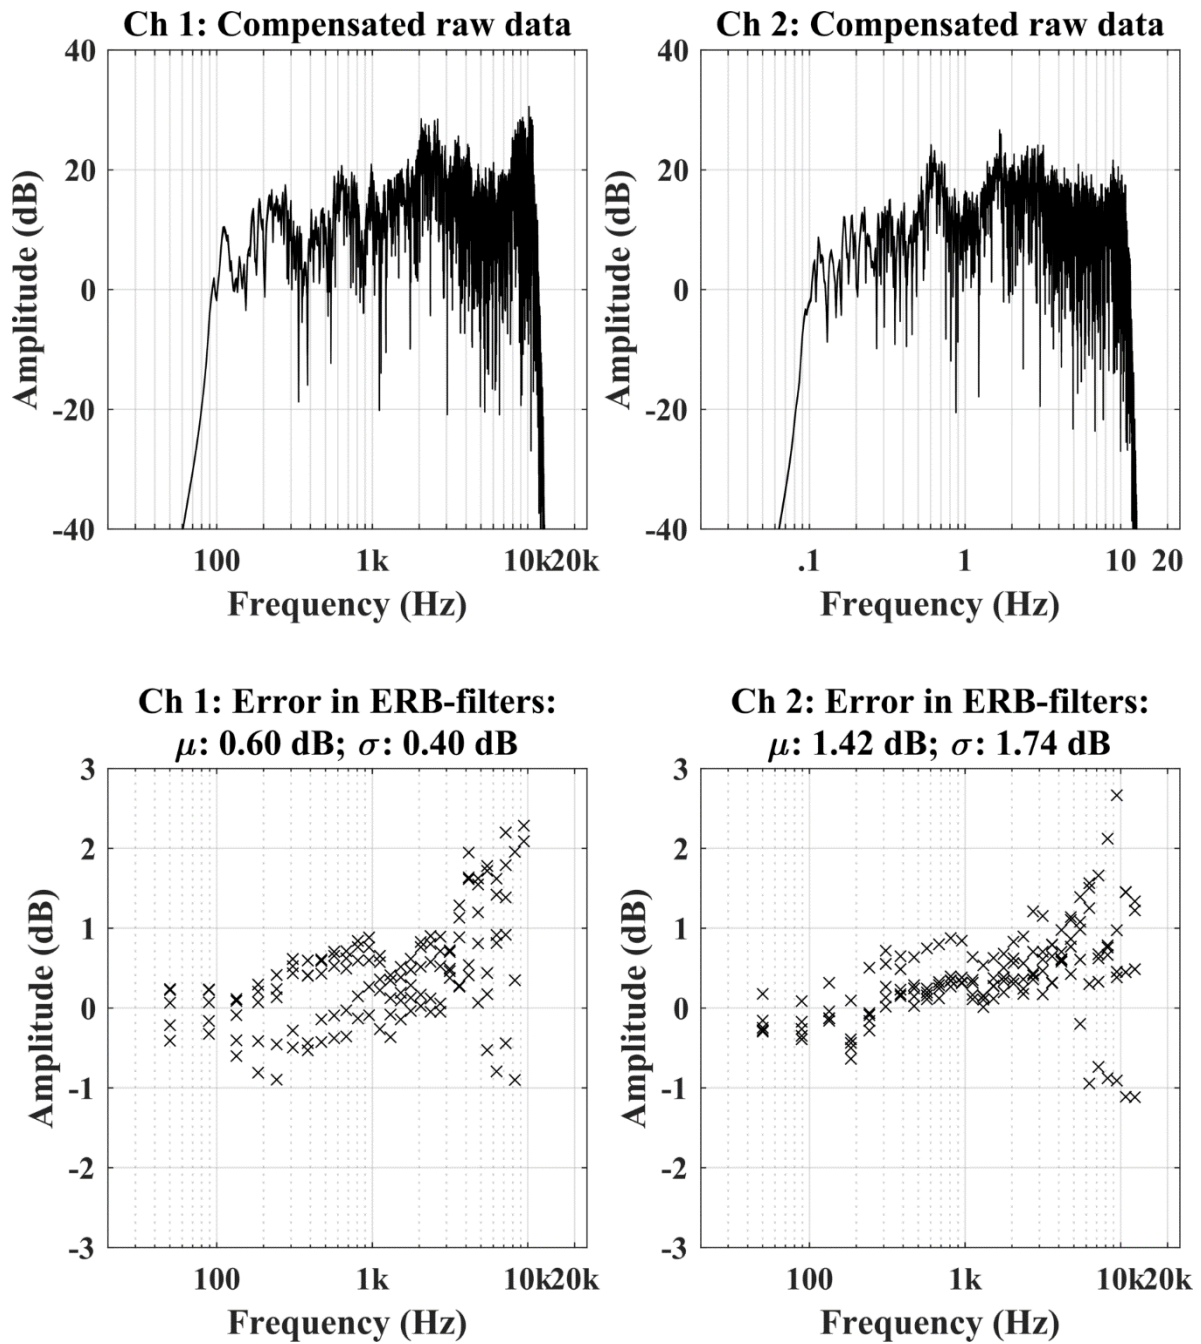 Ch 1: Compensated raw data
40
20
0
-20
-40
Amplitude (dB)
100 1k 10k20k
Frequency (Hz)
Ch 2: Compensated raw data
40
20
0
-20
-40
Amplitude (dB)
.1 1 10 20
Frequency (Hz)
Ch 1: Error in ERB-filters:
μ: 0.60 dB; σ: 0.40 dB
3
2
1
0
-1
-2
-3
Amplitude (dB)
100 1k 10k20k
Frequency (Hz)
Ch 2: Error in ERB-filters:
μ: 1.42 dB; σ: 1.74 dB
3
2
1
0
-1
-2
-3
Amplitude (dB)
100 1k 10k20k
Frequency (Hz)